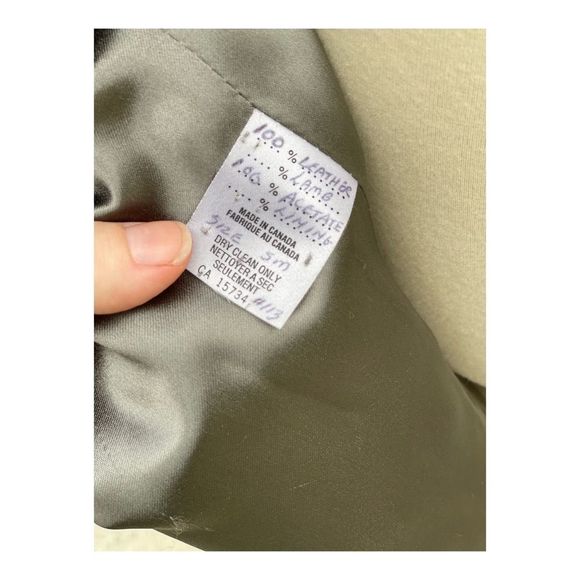 100 % LEATHER
..... % LAMB
100 % ACETATE
..... % LINING
MADE IN CANADA
FABRIQUE AU CANADA
SIZE SM
DRY CLEAN ONLY
NETTOYER A SEC
SEULEMENT
CA 15734